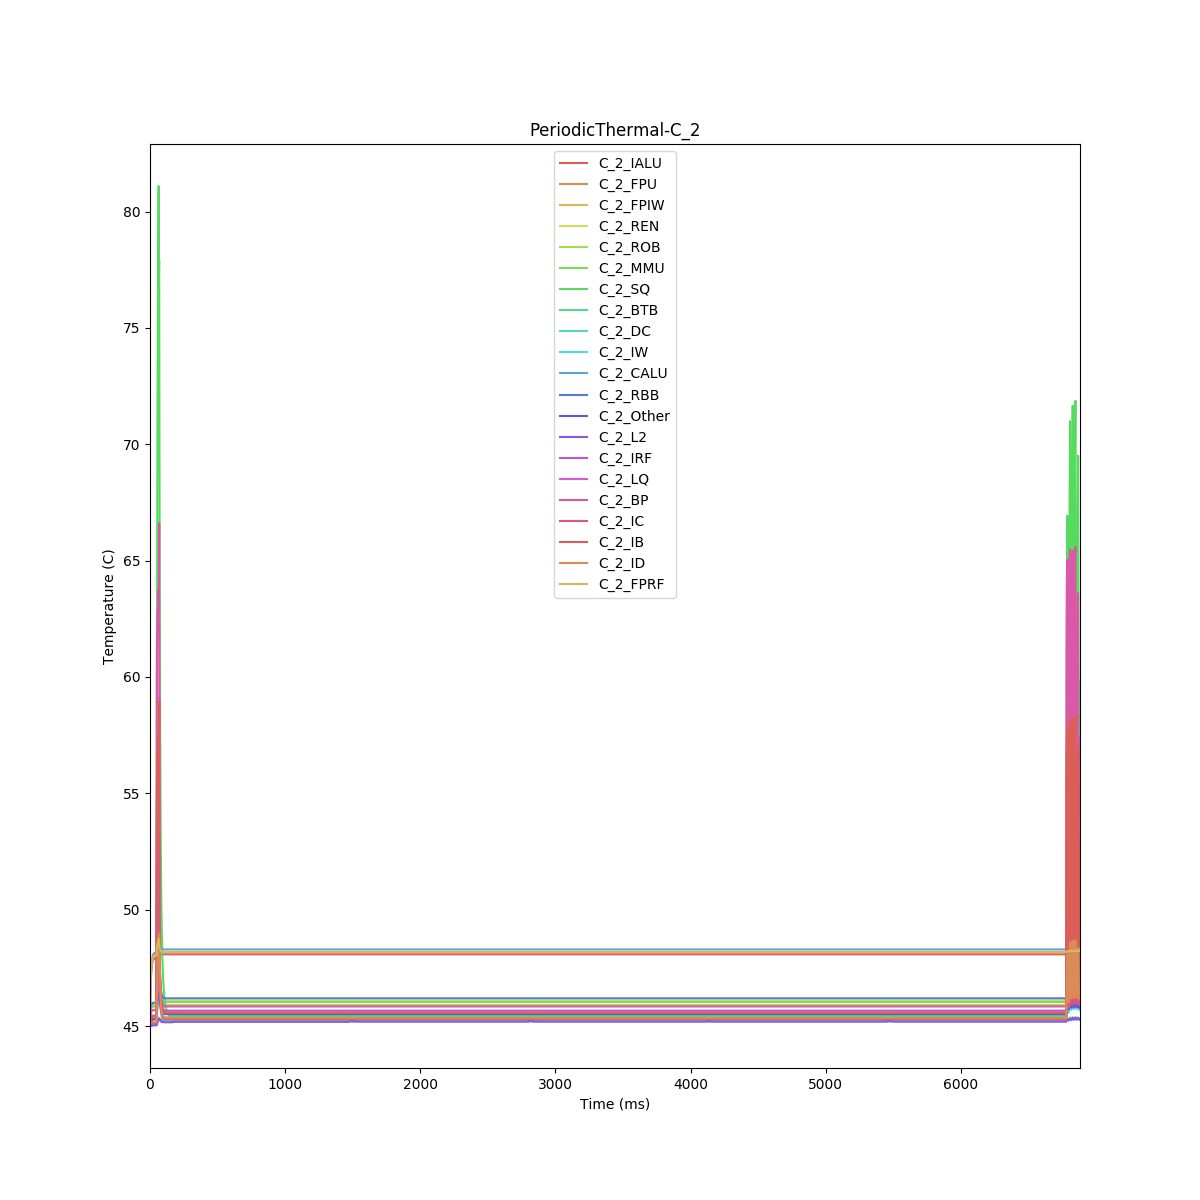 PeriodicThermal-C_2
C_2_IALU
C_2_FPU
C_2_FPIW
C_2_REN
C_2_ROB
C_2_MMU
C_2_SQ
C_2_BTB
C_2_DC
C_2_IW
C_2_CALU
C_2_RBB
C_2_Other
C_2_L2
C_2_IRF
C_2_LQ
C_2_BP
C_2_IC
C_2_IB
C_2_ID
C_2_FPRF
Temperature (C)
80
75
70
65
60
55
50
45
0 1000 2000 3000 4000 5000 6000
Time (ms)